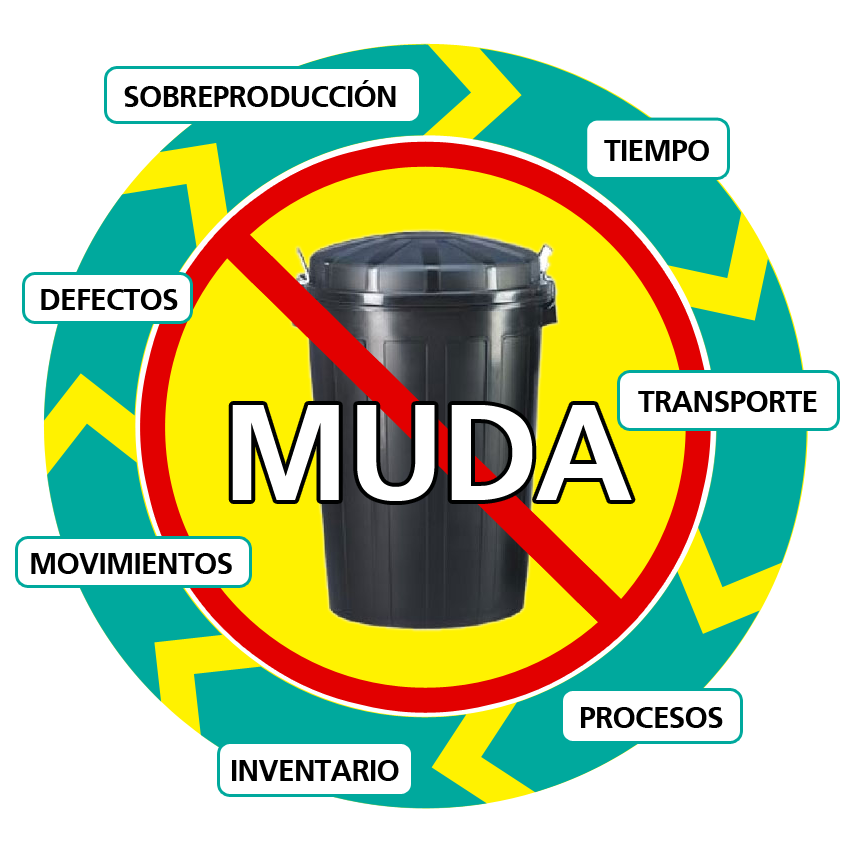 SOBREPRODUCCIÓN
TIEMPO
DEFECTOS
TRANSPORTE
MUDA
MOVIMIENTOS
PROCESOS
INVENTARIO